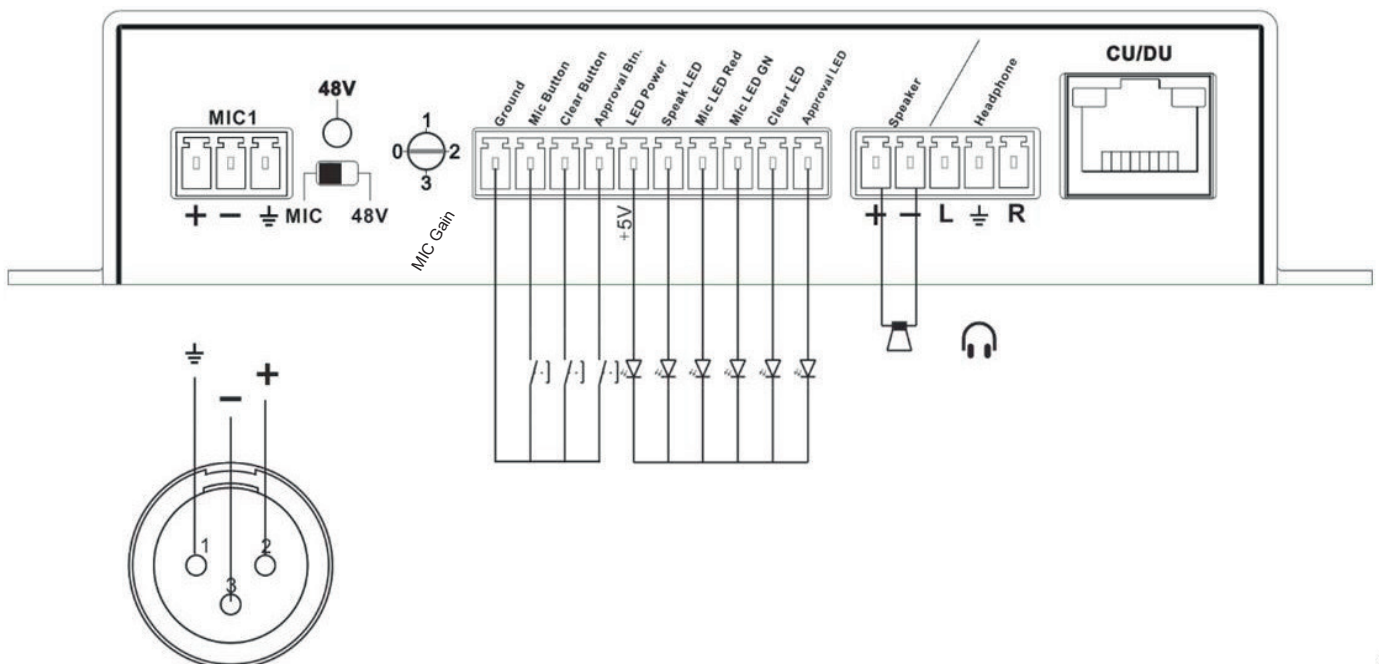 CU/DU
48V
MIC1
1
0
2
3
Ground
Mic Button
Clear Button
Approval Btn.
LED Power
Speak LED
Mic LED Red
Mic LED GN
Clear LED
Approval LED
Speaker
Headphone
+ − ⏚
MIC 48V
MIC Gain
+5V
+ − L ⏚ R
⏚
−
+
1
2
3